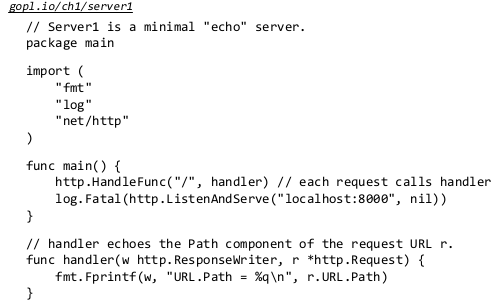 gopl.io/ch1/server1
// Server1 is a minimal "echo" server.
package main
import (
"fmt"
"log"
"net/http"
)
func main() {
http.HandleFunc("/", handler) // each request calls handler
log.Fatal(http.ListenAndServe("localhost:8000", nil))
}
// handler echoes the Path component of the request URL r.
func handler(w http.ResponseWriter, r *http.Request) {
fmt.Fprintf(w, "URL.Path = %q\n", r.URL.Path)
}